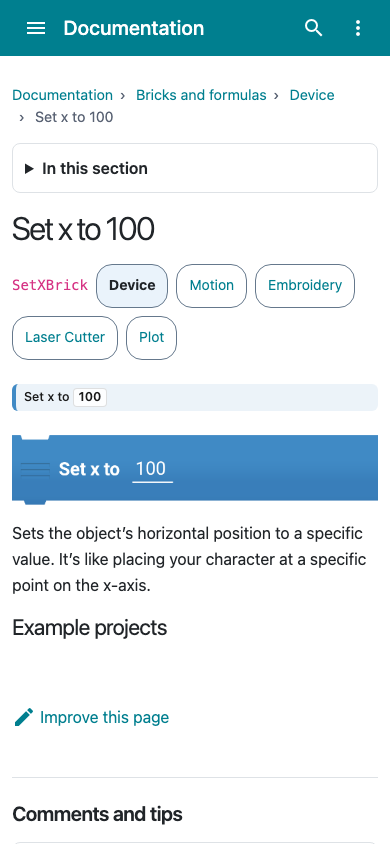 Documentation
Documentation › Bricks and formulas › Device
› Set x to 100
In this section
Set x to 100
SetXBrick Device Motion Embroidery
Laser Cutter Plot
Set x to 100
Set x to 100
Sets the object’s horizontal position to a specific
value. It’s like placing your character at a specific
point on the x-axis.
Example projects
Improve this page
Comments and tips